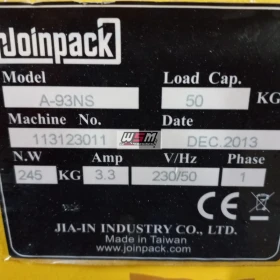 Joinpack
Model Load Cap.
A-93NS 50 KG
Machine No. Date
113123011 DEC.2013
WSM
N.W Amp V/Hz Phase
245 KG 3.3 230/50 1
CE
JIA-IN INDUSTRY CO., LTD.
Made in Taiwan
www.joinpack.com